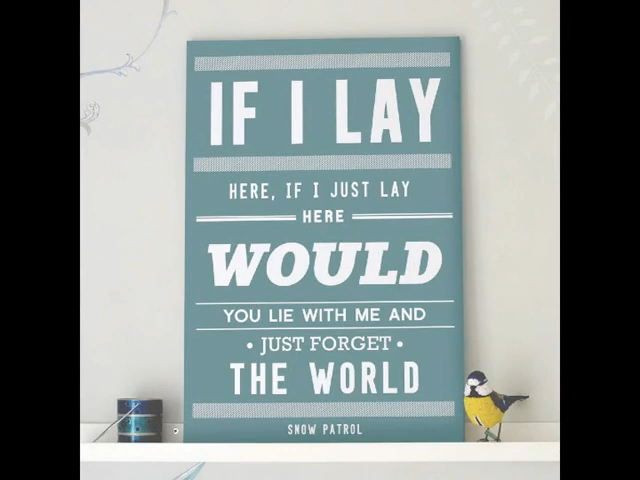 IF I LAY
HERE, IF I JUST LAY
HERE
WOULD
YOU LIE WITH ME AND
• JUST FORGET •
THE WORLD
SNOW PATROL